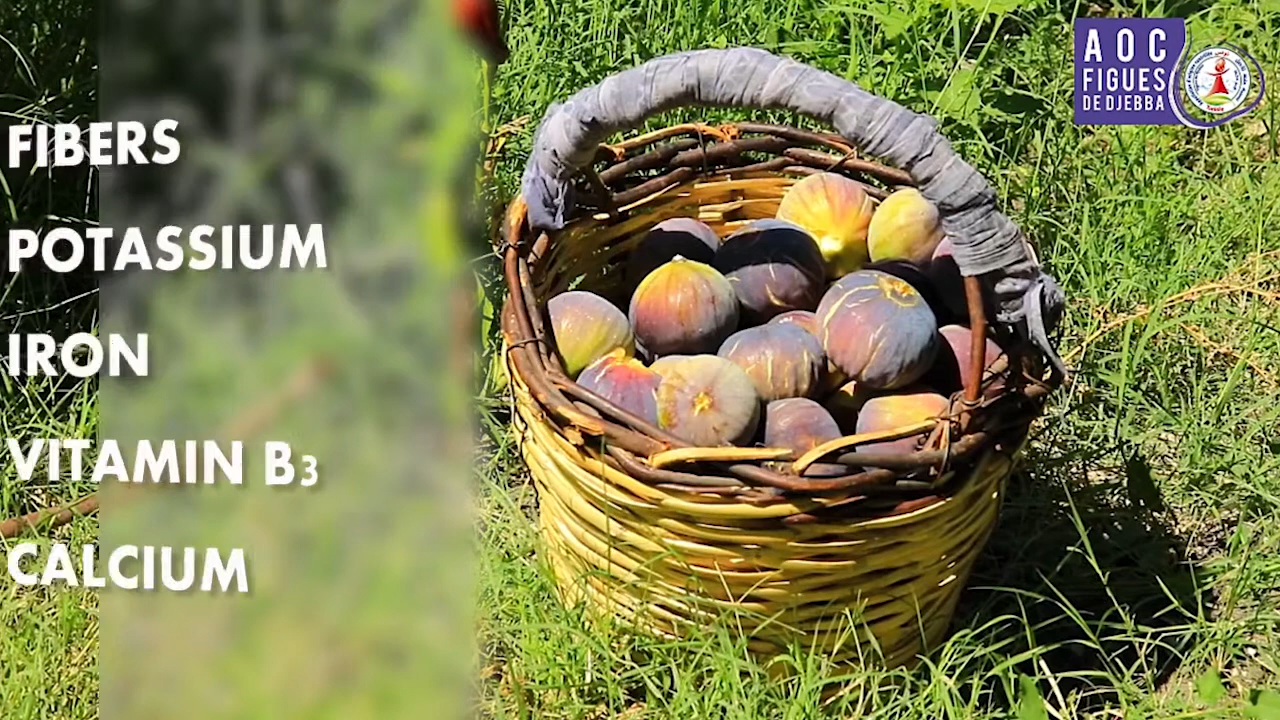 FIBERS
POTASSIUM
IRON
VITAMIN B3
CALCIUM
AOC
FIGUES
DE DJEBBA